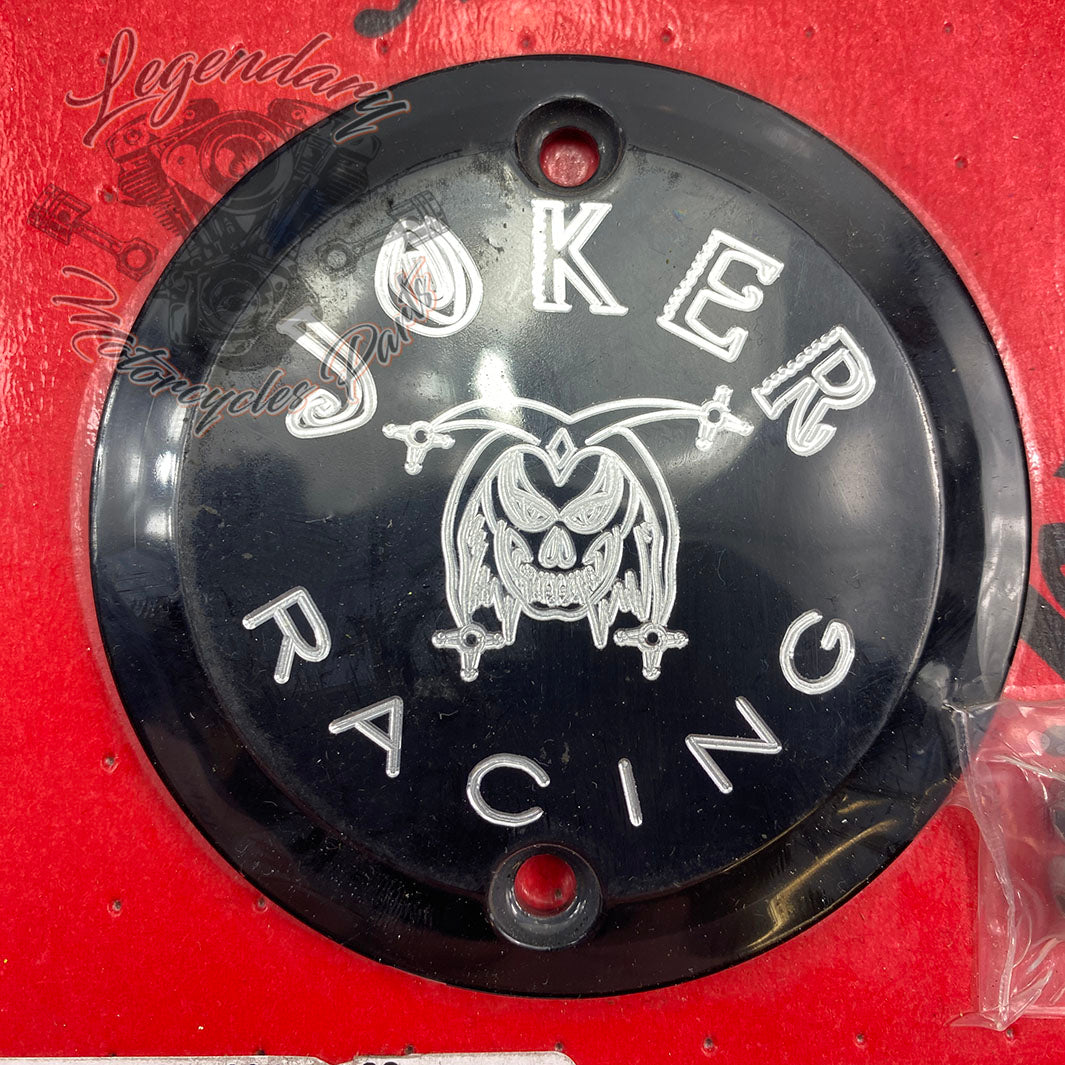 Legendary
Motorcycles Parts
JOKER
RACING